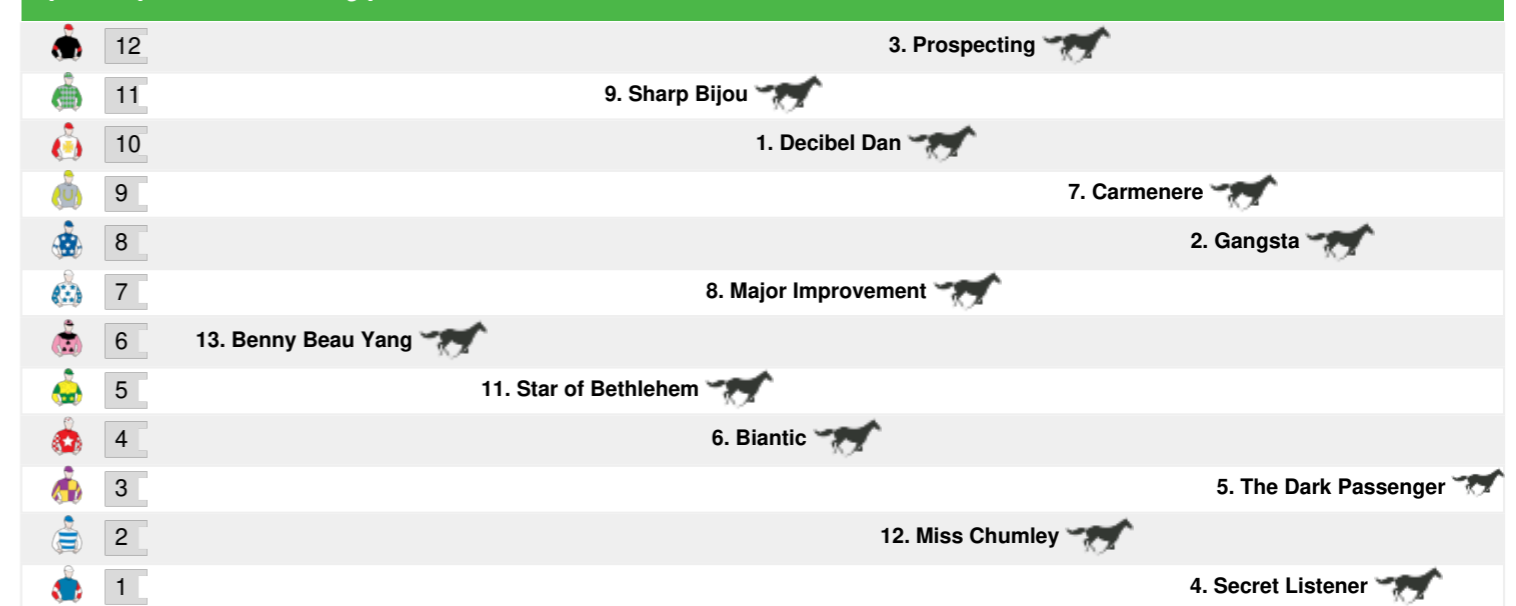 12 3. Prospecting
11 9. Sharp Bijou
10 1. Decibel Dan
9 7. Carmenere
8 2. Gangsta
7 8. Major Improvement
6 13. Benny Beau Yang
5 11. Star of Bethlehem
4 6. Biantic
3 5. The Dark Passenger
2 12. Miss Chumley
1 4. Secret Listener